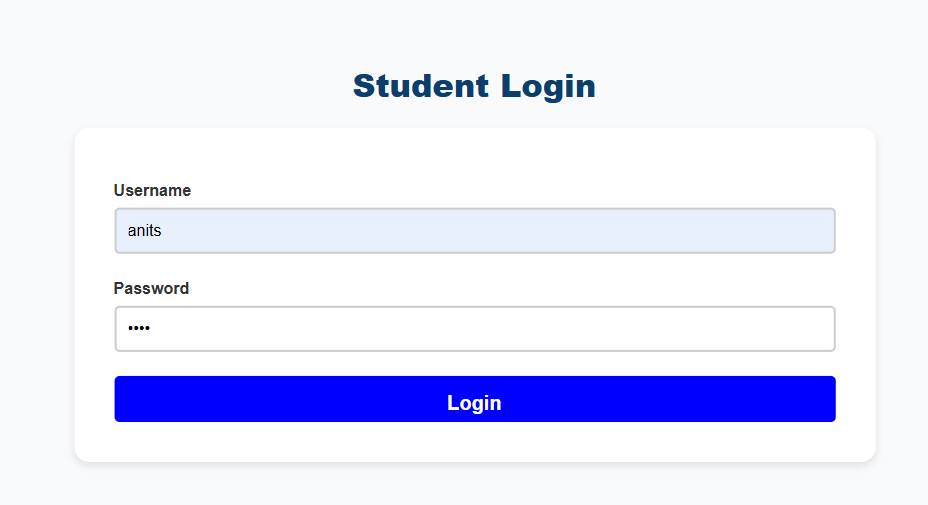 Student Login
Username
anits
Password
••••
Login